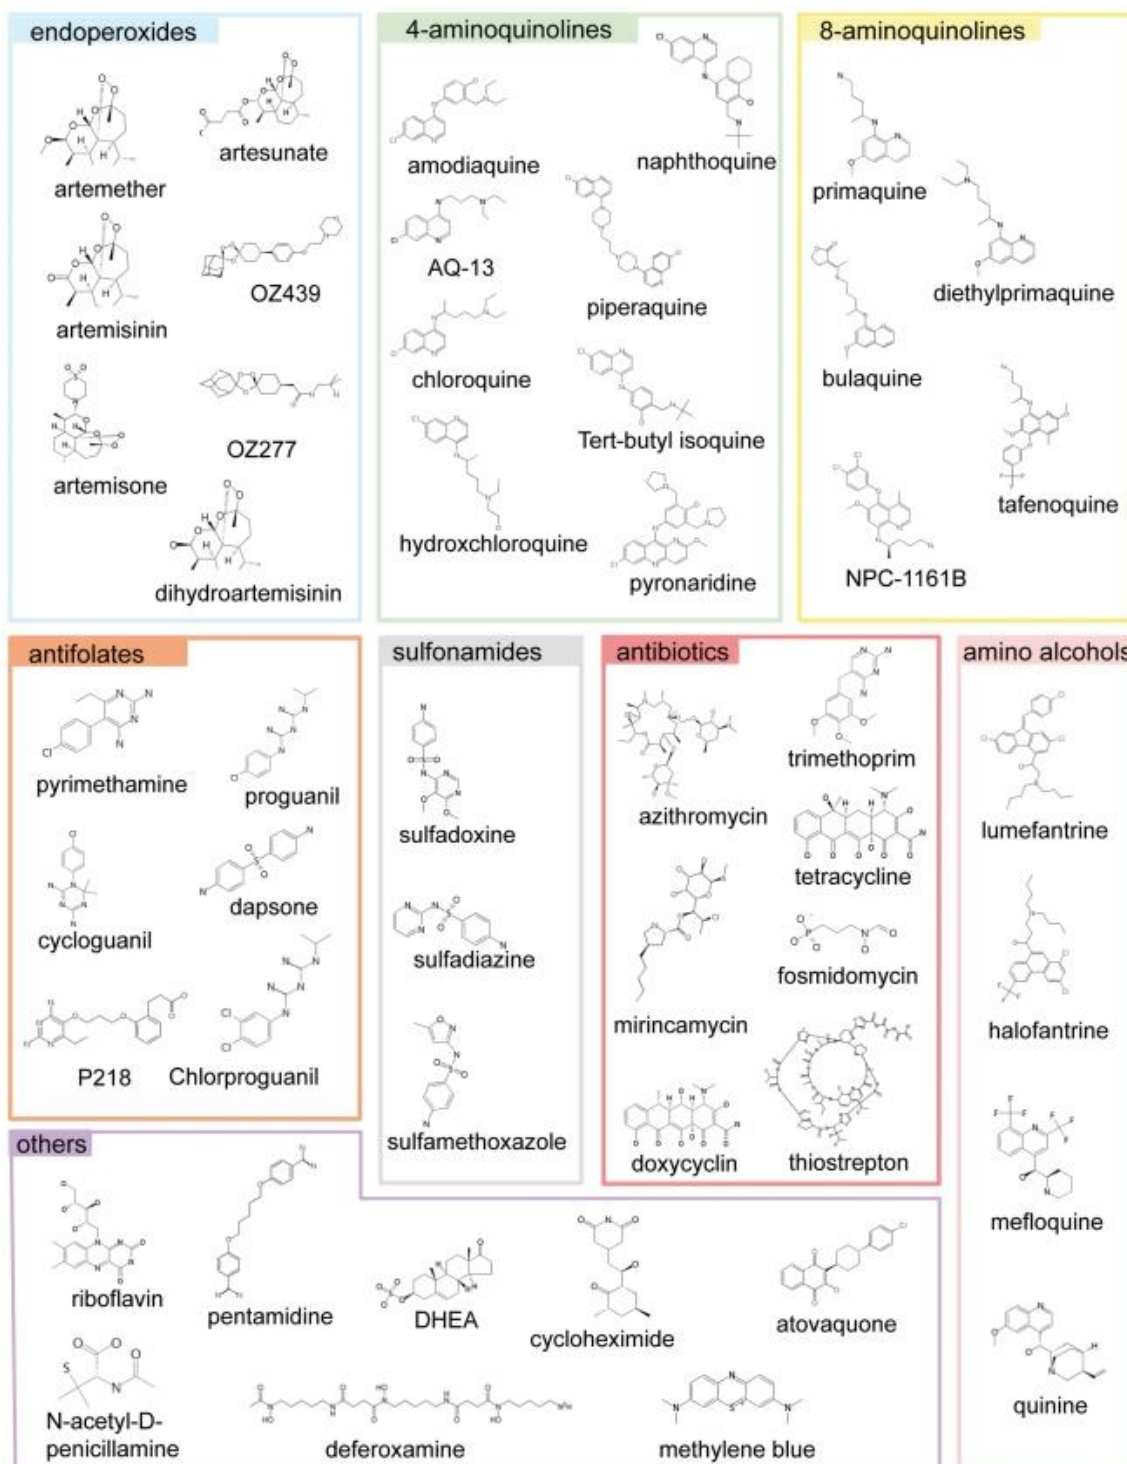 endoperoxides
artemether
artesunate
artemisinin
OZ439
artemisone
OZ277
dihydroartemisinin
4-aminoquinolines
amodiaquine
naphthoquine
AQ-13
piperaquine
chloroquine
Tert-butyl isoquine
hydroxchloroquine
pyronaridine
8-aminoquinolines
primaquine
diethylprimaquine
bulaquine
tafenoquine
NPC-1161B
antifolates
pyrimethamine
proguanil
cycloguanil
dapsone
P218
Chlorproguanil
sulfonamides
sulfadoxine
sulfadiazine
sulfamethoxazole
antibiotics
azithromycin
trimethoprim
tetracycline
mirincamycin
fosmidomycin
doxycyclin
thiostrepton
amino alcohols
lumefantrine
halofantrine
mefloquine
quinine
others
riboflavin
pentamidine
DHEA
cycloheximide
atovaquone
N-acetyl-D-
penicillamine
deferoxamine
methylene blue